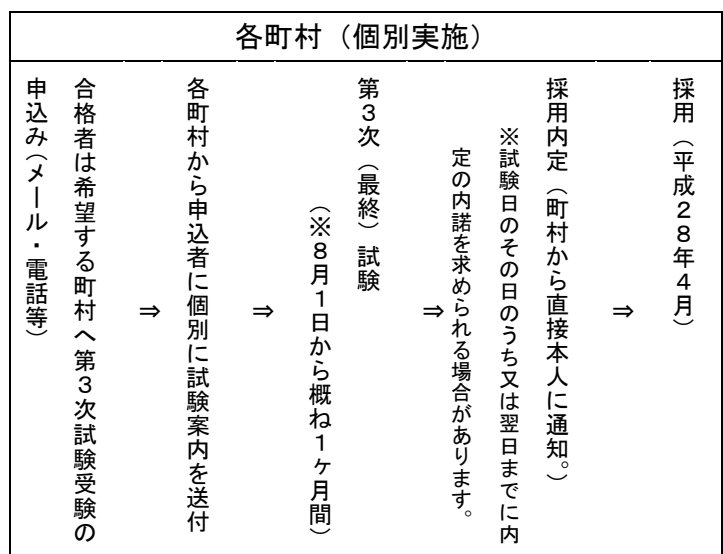 各町村（個別実施）
合格者は希望する町村へ第３次試験受験の
申込み（メール・電話等）
⇒
各町村から申込者に個別に試験案内を送付
⇒
第３次（最終）試験
（※８月１日から概ね１ヶ月間）
⇒
採用内定（町村から直接本人に通知。）
※試験日のその日のうち又は翌日までに内
定の内諾を求められる場合があります。
⇒
採用（平成２８年４月）